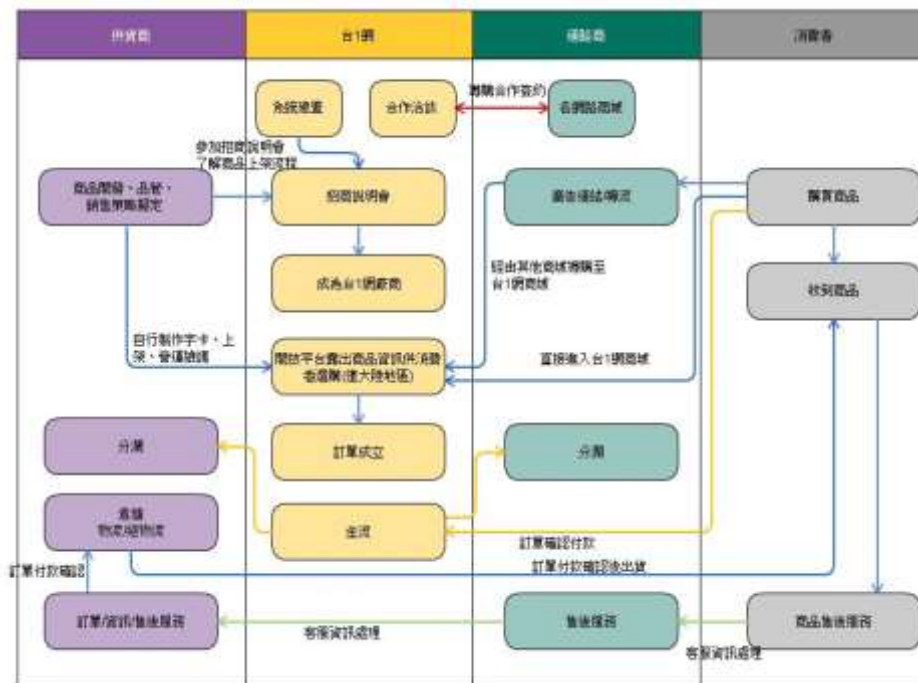 供貨商
台1網
通路商
消費者
系統建置
合作洽談
導購合作簽約
各網路商城
參加招商說明會
了解商品上架流程
商品開發、品管、
銷售策略擬定
招商說明會
廣告連結/導流
購買商品
經由其他商城導購至
台1網商城
成為台1網廠商
收到商品
自行製作字卡、上
架、營運維護
開放平台露出商品資訊供消費
者選購(僅大陸地區)
直接進入台1網商城
分潤
訂單成立
分潤
倉儲
物流/逆物流
金流
訂單確認付款
訂單付款確認
訂單付款確認後出貨
訂單/資訊/售後服務
客服資訊處理
售後服務
客服資訊處理
商品售後服務